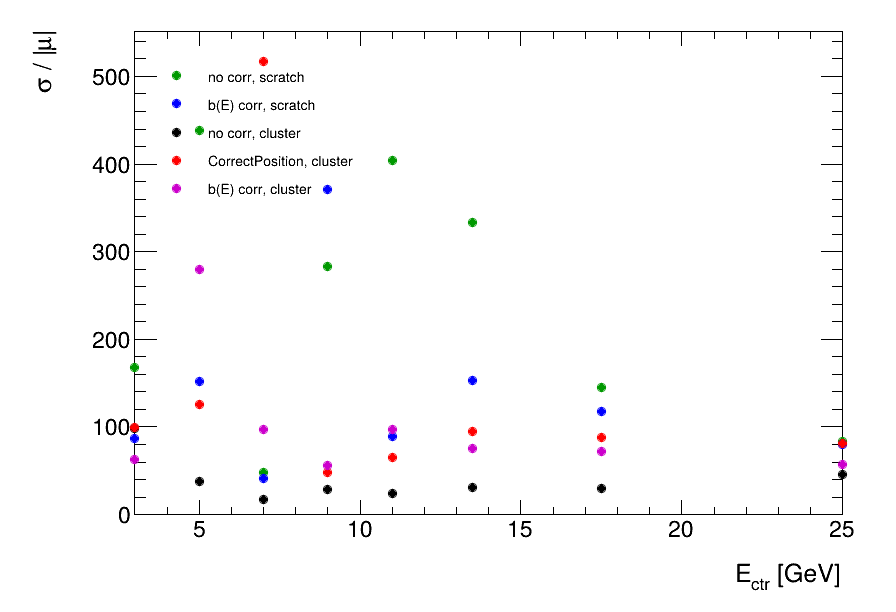 σ / |μ|
500
400
300
200
100
0
no corr, scratch
b(E) corr, scratch
no corr, cluster
CorrectPosition, cluster
b(E) corr, cluster
5 10 15 20 25
E_ctr [GeV]